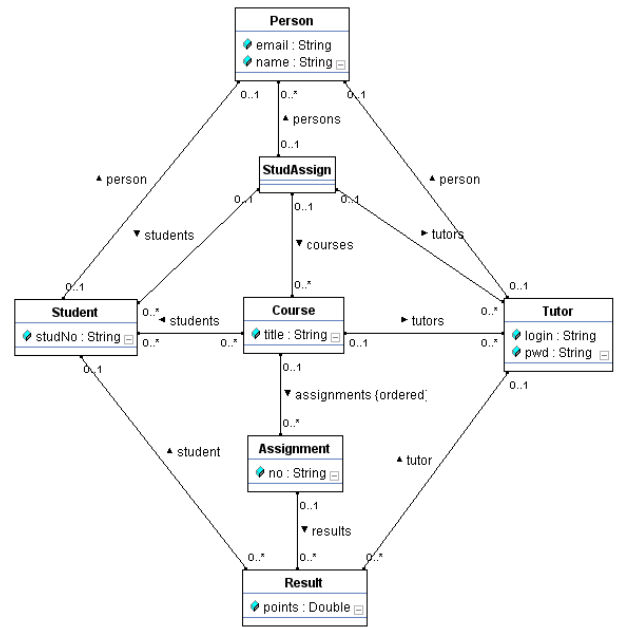 Person
email : String
name : String
0..1
0..*
0..1
▲ persons
0..1
StudAssign
▲ person
▲ person
0..1
0..1
0..1
▼ students
▼ courses
► tutors
0..1
0..*
0..1
0..*
0..*
Student
studNo : String
◄ students
0..*
0..*
Course
title : String
► tutors
0..1
0..*
Tutor
login : String
pwd : String
0..1
0..1
0..1
▼ assignments {ordered}
0..*
Assignment
no : String
▲ student
▲ tutor
0..1
▼ results
0..*
0..*
0..*
Result
points : Double